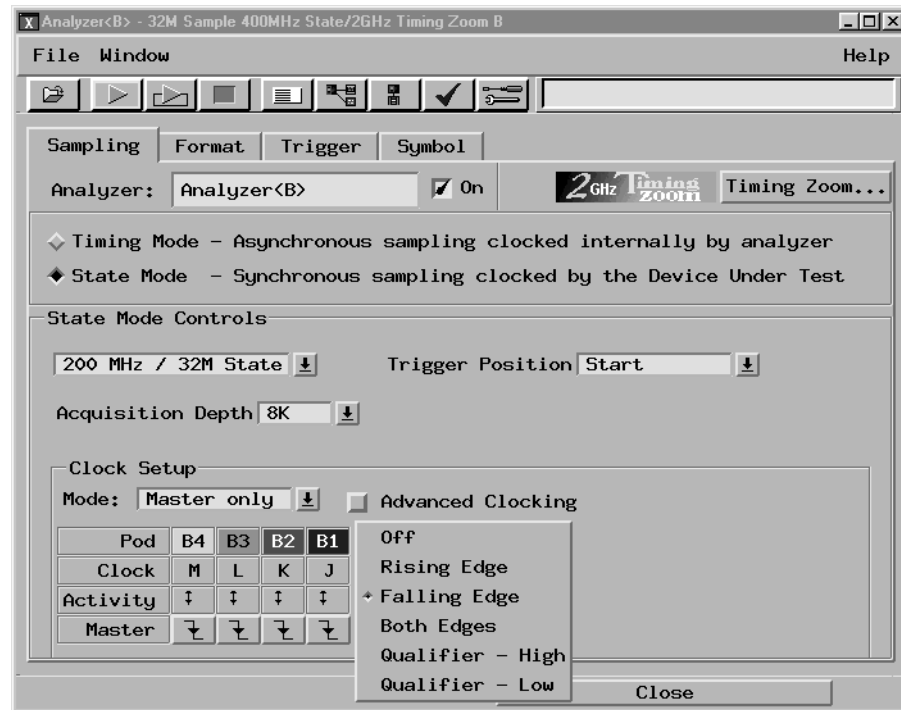 Analyzer<B> - 32M Sample 400MHz State/2GHz Timing Zoom B
File Window Help
Sampling Format Trigger Symbol
Analyzer: Analyzer<B> On 2 GHz Timing zoom Timing Zoom...
Timing Mode - Asynchronous sampling clocked internally by analyzer
State Mode - Synchronous sampling clocked by the Device Under Test
State Mode Controls
200 MHz / 32M State Trigger Position Start
Acquisition Depth 8K
Clock Setup
Mode: Master only Advanced Clocking
Pod B4 B3 B2 B1
Clock M L K J
Activity
Master
Off
Rising Edge
Falling Edge
Both Edges
Qualifier - High
Qualifier - Low
Close